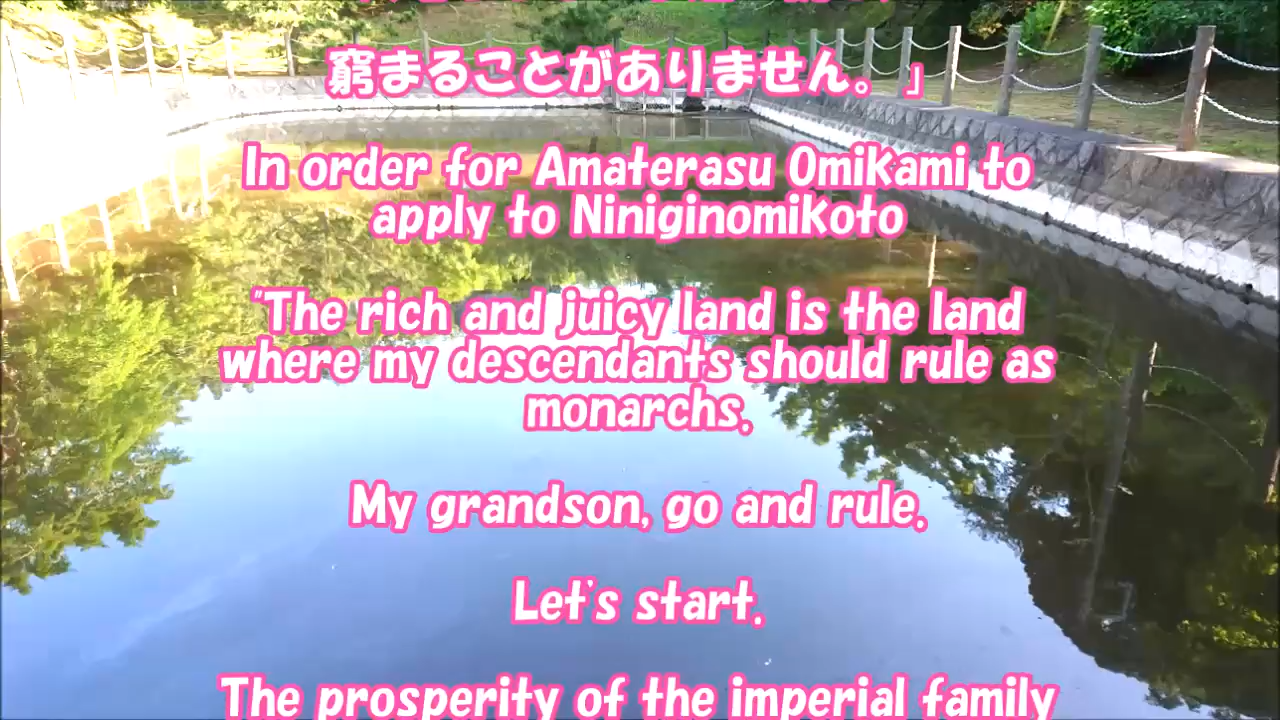 窮まることがありません。」
In order for Amaterasu Omikami to
apply to Niniginomikoto
"The rich and juicy land is the land
where my descendants should rule as
monarchs.
My grandson, go and rule.
Let's start.
The prosperity of the imperial family